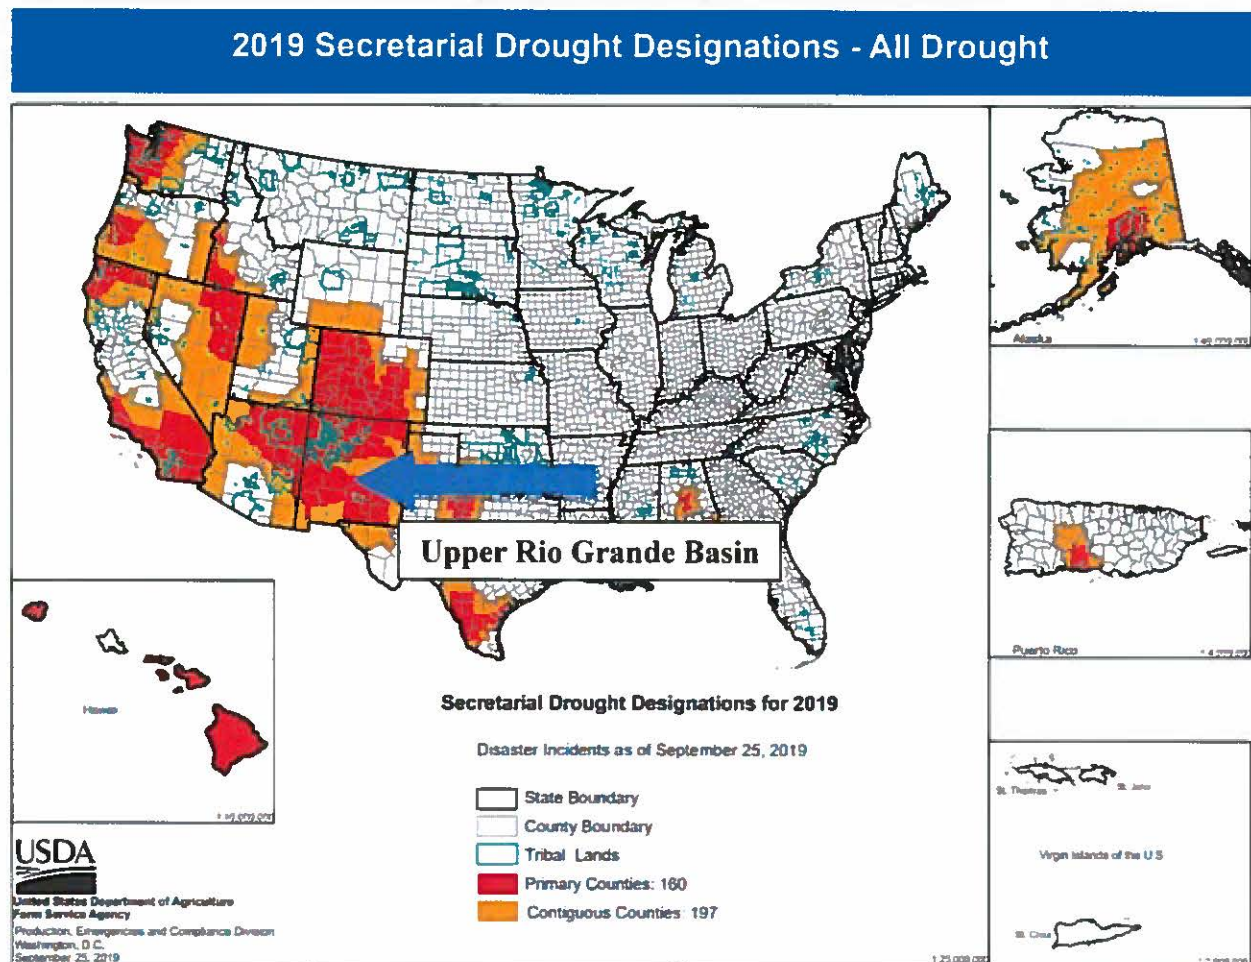 2019 Secretarial Drought Designations - All Drought
Alaska
Upper Rio Grande Basin
Puerto Rico
Hawaii
Secretarial Drought Designations for 2019
Disaster Incidents as of September 25, 2019
State Boundary
County Boundary
Tribal Lands
Primary Counties: 160
Contiguous Counties: 197
St. Thomas
St. John
Virgin Islands of the U S
St. Croix
USDA
United States Department of Agriculture
Farm Service Agency
Production, Emergencies and Compliance Division
Washington, D.C.
September 25, 2019